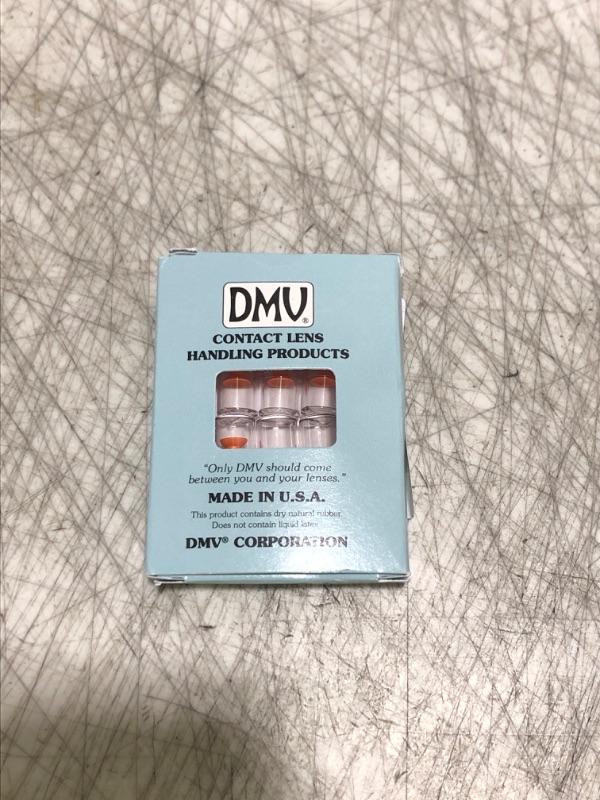 DMV®
CONTACT LENS
HANDLING PRODUCTS
"Only DMV should come
between you and your lenses."
MADE IN U.S.A.
This product contains dry natural rubber.
Does not contain liquid latex
DMV® CORPORATION